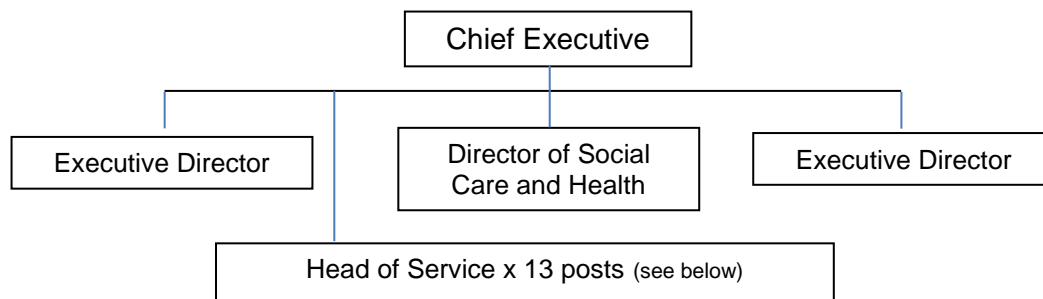 Chief Executive
Executive Director
Director of Social
Care and Health
Executive Director
Head of Service x 13 posts (see below)